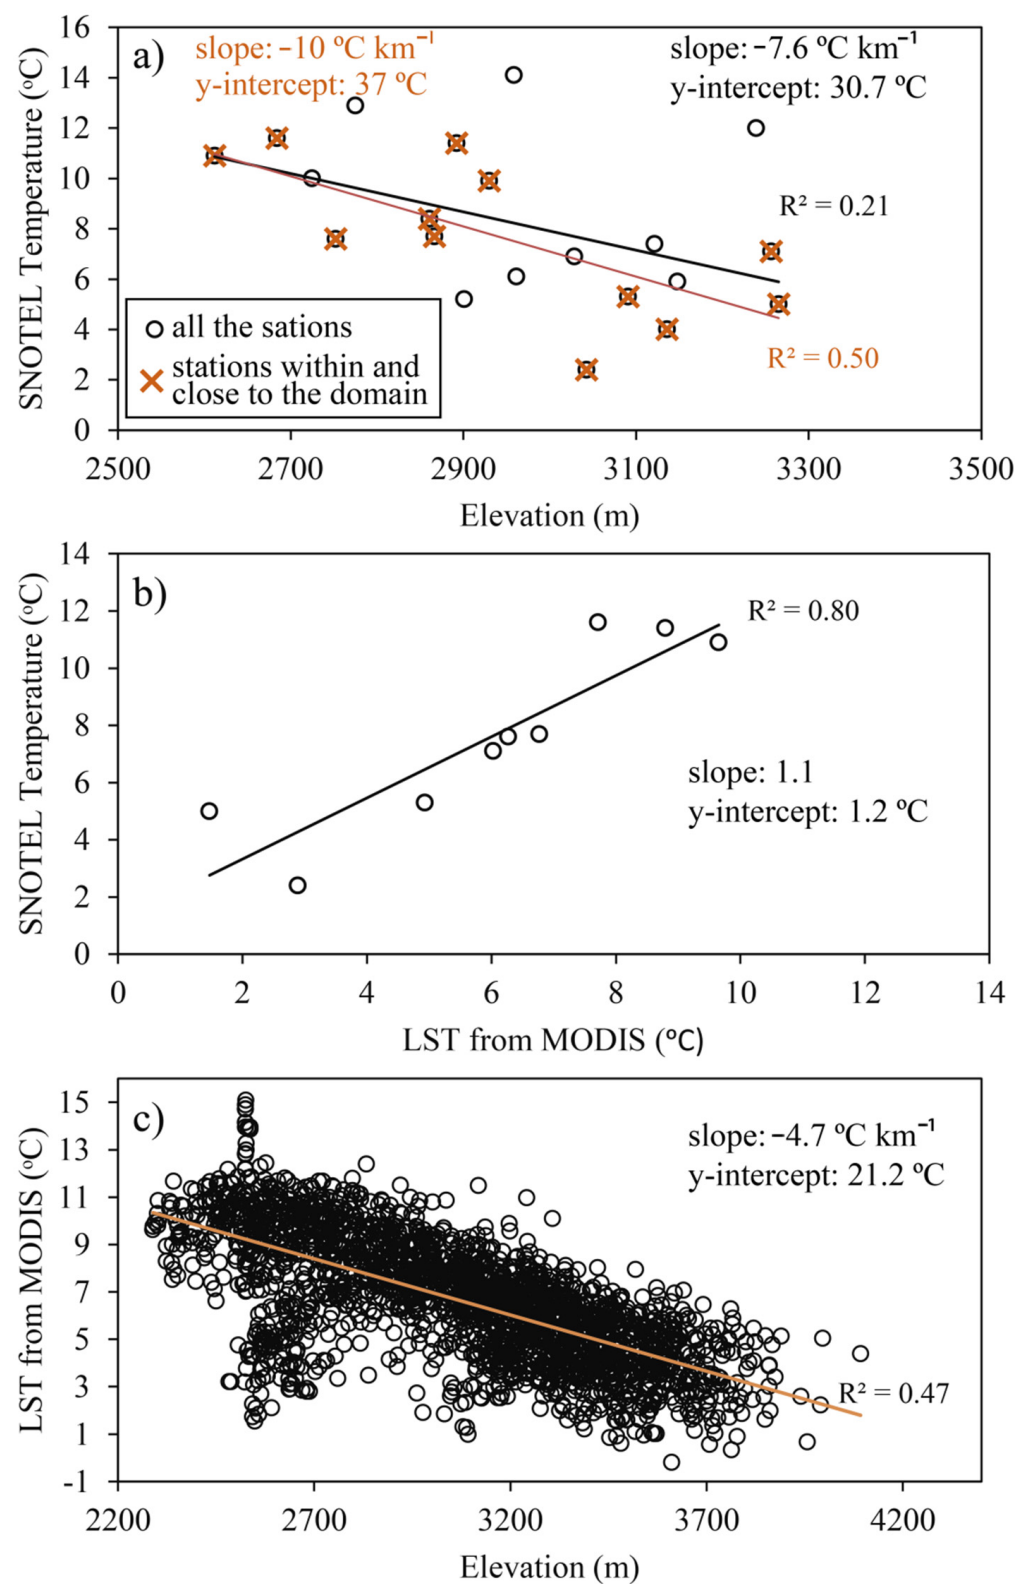 a)
slope: −10 ºC km⁻¹
y-intercept: 37 ºC
slope: −7.6 ºC km⁻¹
y-intercept: 30.7 ºC
R² = 0.21
R² = 0.50
all the sations
stations within and
close to the domain
SNOTEL Temperature (ºC)
16
14
12
10
8
6
4
2
0
2500 2700 2900 3100 3300 3500
Elevation (m)
b)
R² = 0.80
slope: 1.1
y-intercept: 1.2 ºC
SNOTEL Temperature (ºC)
14
12
10
8
6
4
2
0
0 2 4 6 8 10 12 14
LST from MODIS (ºC)
c)
slope: −4.7 ºC km⁻¹
y-intercept: 21.2 ºC
R² = 0.47
LST from MODIS (ºC)
15
13
11
9
7
5
3
1
-1
2200 2700 3200 3700 4200
Elevation (m)